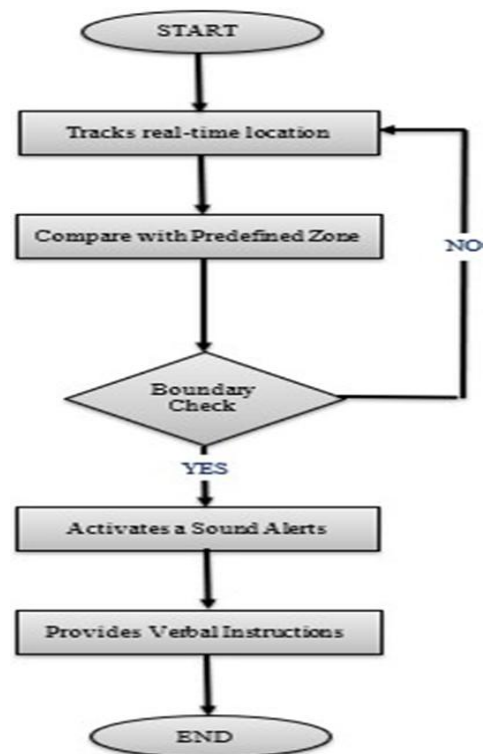 START
Tracks real-time location
Compare with Predefined Zone
NO
Boundary
Check
YES
Activates a Sound Alerts
Provides Verbal Instructions
END